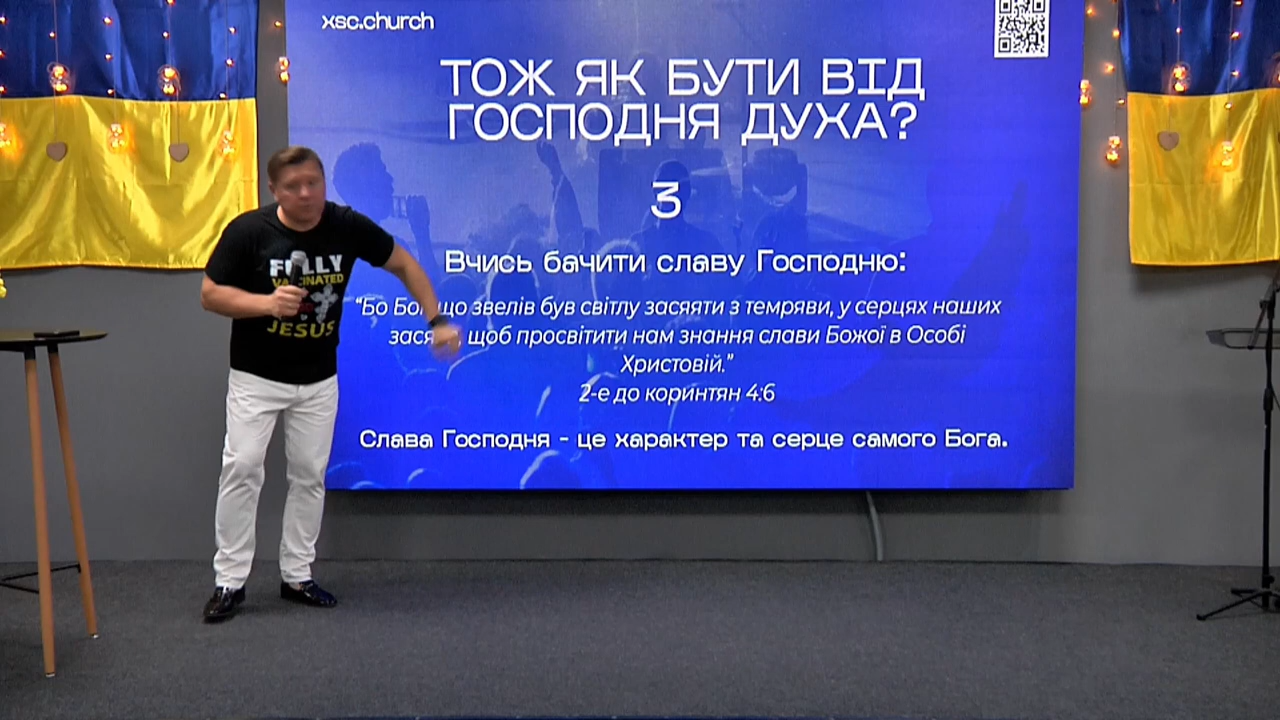 xsc.church
ТОЖ ЯК БУТИ ВІД
ГОСПОДНЯ ДУХА?
3
Вчись бачити славу Господню:
“Бо Бог, що звелів був світлу засяяти з темряви, у серцях наших
щоб просвітити нам знання слави Божої в Особі
Христовій.”
2-е до коринтян 4:6
Слава Господня - це характер та серце самого Бога.
FULLY
VACCINATED
JESUS